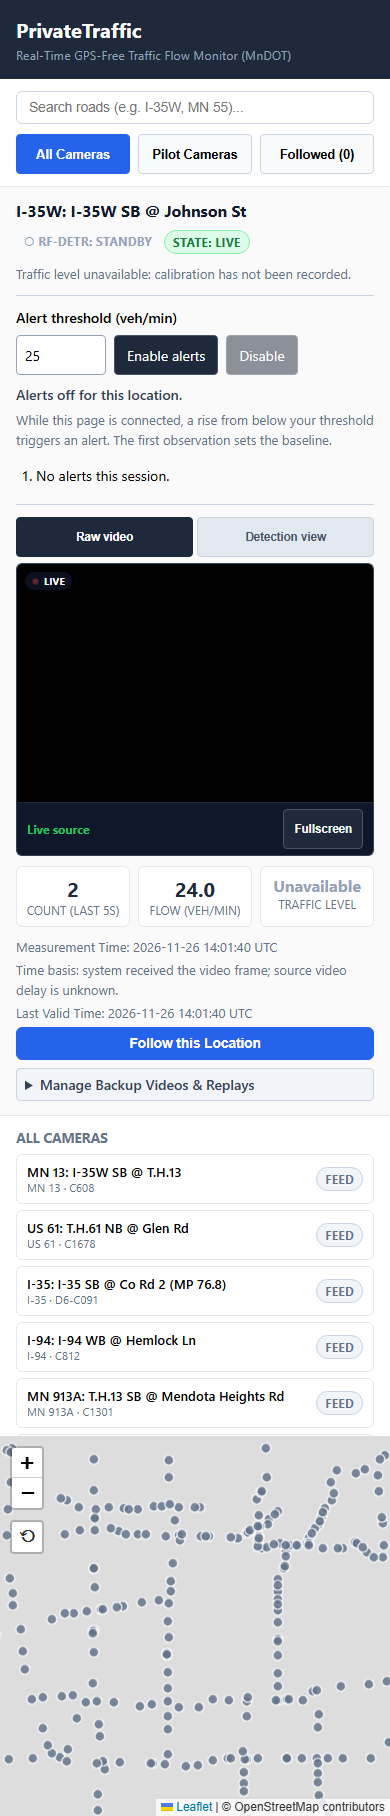 PrivateTraffic
Real-Time GPS-Free Traffic Flow Monitor (MnDOT)
Search roads (e.g. I-35W, MN 55)...
All Cameras
Pilot Cameras
Followed (0)
I-35W: I-35W SB @ Johnson St
RF-DETR: STANDBY
STATE: LIVE
Traffic level unavailable: calibration has not been recorded.
Alert threshold (veh/min)
25
Enable alerts
Disable
Alerts off for this location.
While this page is connected, a rise from below your threshold
triggers an alert. The first observation sets the baseline.
1. No alerts this session.
Raw video
Detection view
LIVE
Live source
Fullscreen
2
COUNT (LAST 5S)
24.0
FLOW (VEH/MIN)
Unavailable
TRAFFIC LEVEL
Measurement Time: 2026-11-26 14:01:40 UTC
Time basis: system received the video frame; source video
delay is unknown.
Last Valid Time: 2026-11-26 14:01:40 UTC
Follow this Location
Manage Backup Videos & Replays
ALL CAMERAS
MN 13: I-35W SB @ T.H.13
MN 13 · C608
FEED
US 61: T.H.61 NB @ Glen Rd
US 61 · C1678
FEED
I-35: I-35 SB @ Co Rd 2 (MP 76.8)
I-35 · D6-C091
FEED
I-94: I-94 WB @ Hemlock Ln
I-94 · C812
FEED
MN 913A: T.H.13 SB @ Mendota Heights Rd
MN 913A · C1301
FEED
+
−
Leaflet | © OpenStreetMap contributors